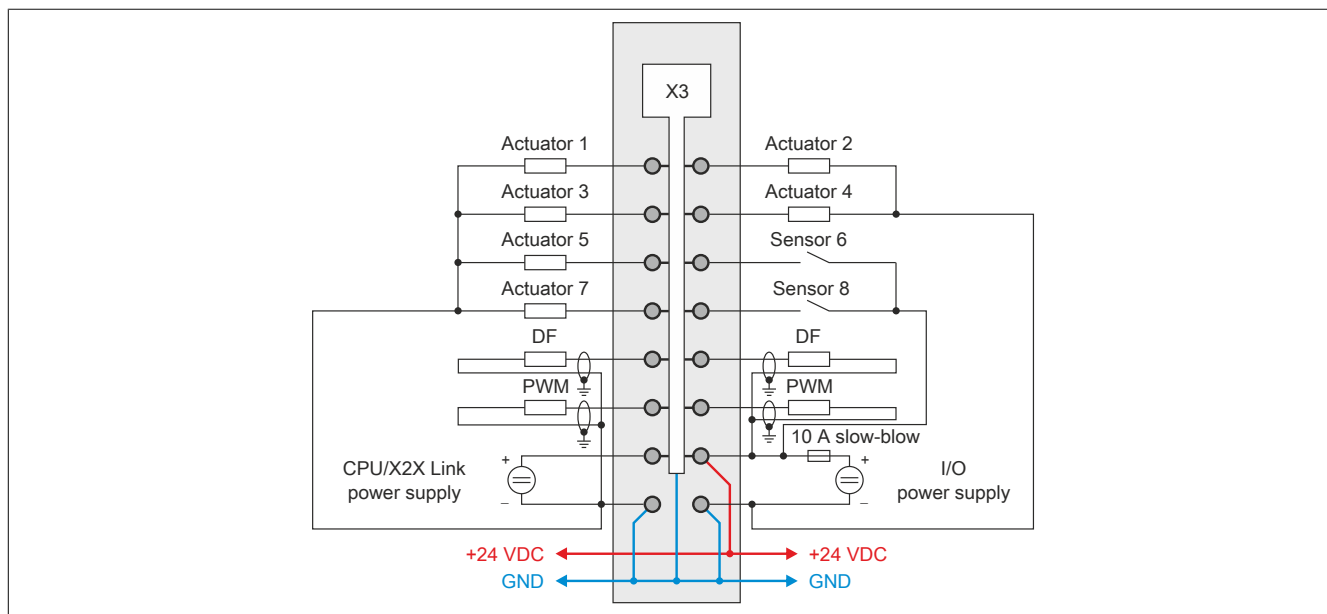 X3
Actuator 1
Actuator 2
Actuator 3
Actuator 4
Actuator 5
Sensor 6
Actuator 7
Sensor 8
DF
DF
PWM
PWM
10 A slow-blow
+
CPU/X2X Link
power supply
–
+
I/O
power supply
–
+24 VDC
+24 VDC
GND
GND